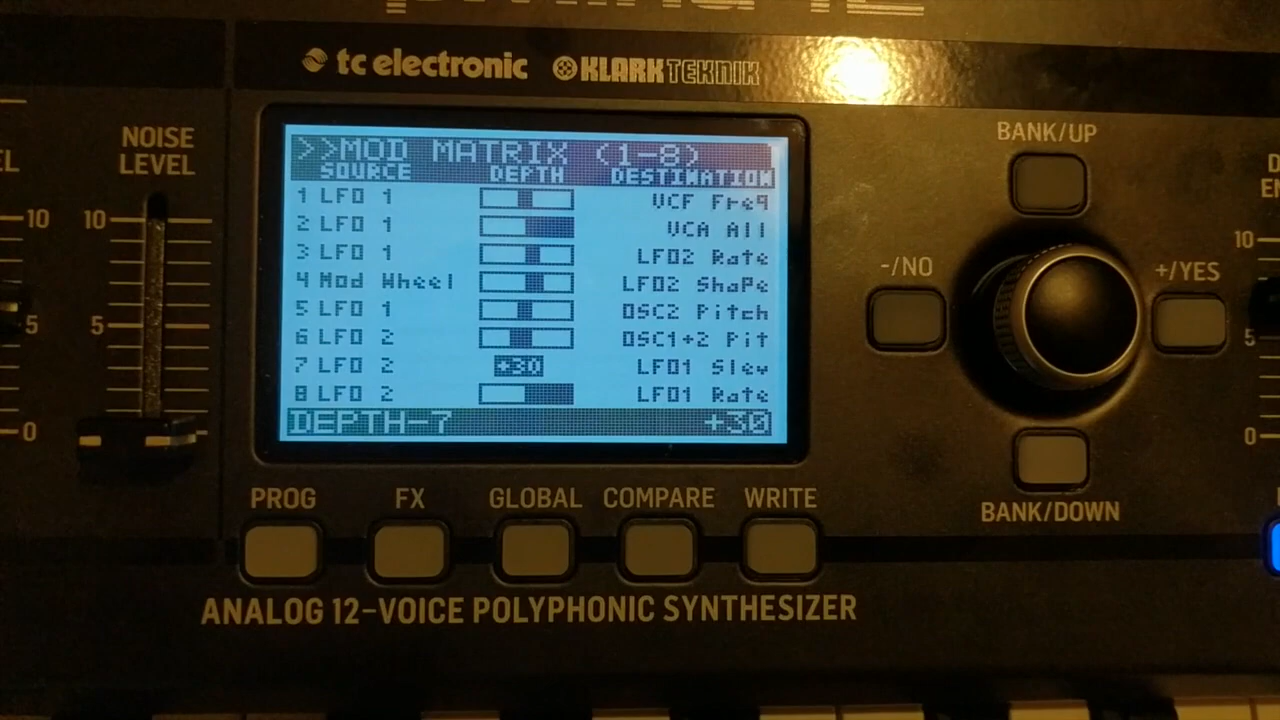 tc electronic KLARK TEKNIK
NOISE
LEVEL
10
5
0
10
5
>>MOD MATRIX (1-8)
SOURCE DEPTH DESTINATION
1 LFO 1 VCF Freq
2 LFO 1 VCA All
3 LFO 1 LFO2 Rate
4 Mod Wheel LFO2 Shape
5 LFO 1 OSC2 Pitch
6 LFO 2 OSC1+2 Pit
7 LFO 2 +30 LFO1 Slew
8 LFO 2 LFO1 Rate
DEPTH-7 +30
PROG FX GLOBAL COMPARE WRITE
ANALOG 12-VOICE POLYPHONIC SYNTHESIZER
BANK/UP
-/NO +/YES
BANK/DOWN
10
5
0